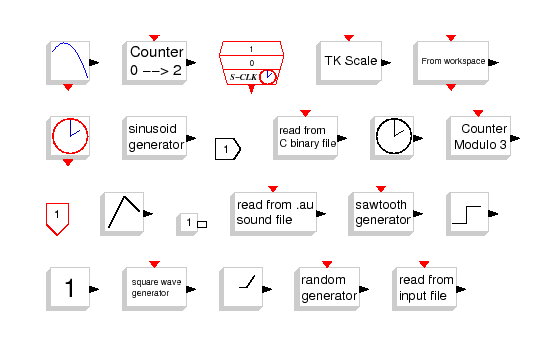 Counter
0 --> 2
1
0
S-CLK
TK Scale
From workspace
sinusoid
generator
1
read from
C binary file
Counter
Modulo 3
1
1
read from .au
sound file
sawtooth
generator
1
square wave
generator
random
generator
read from
input file